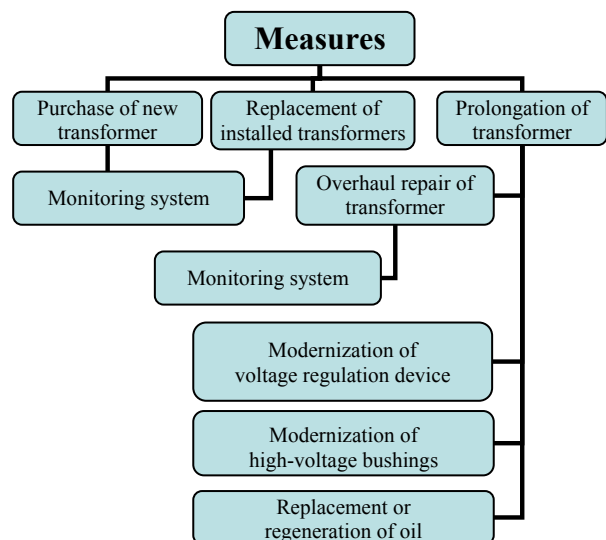 Measures
Purchase of new
transformer
Replacement of
installed transformers
Prolongation of
transformer
Monitoring system
Overhaul repair of
transformer
Monitoring system
Modernization of
voltage regulation device
Modernization of
high-voltage bushings
Replacement or
regeneration of oil